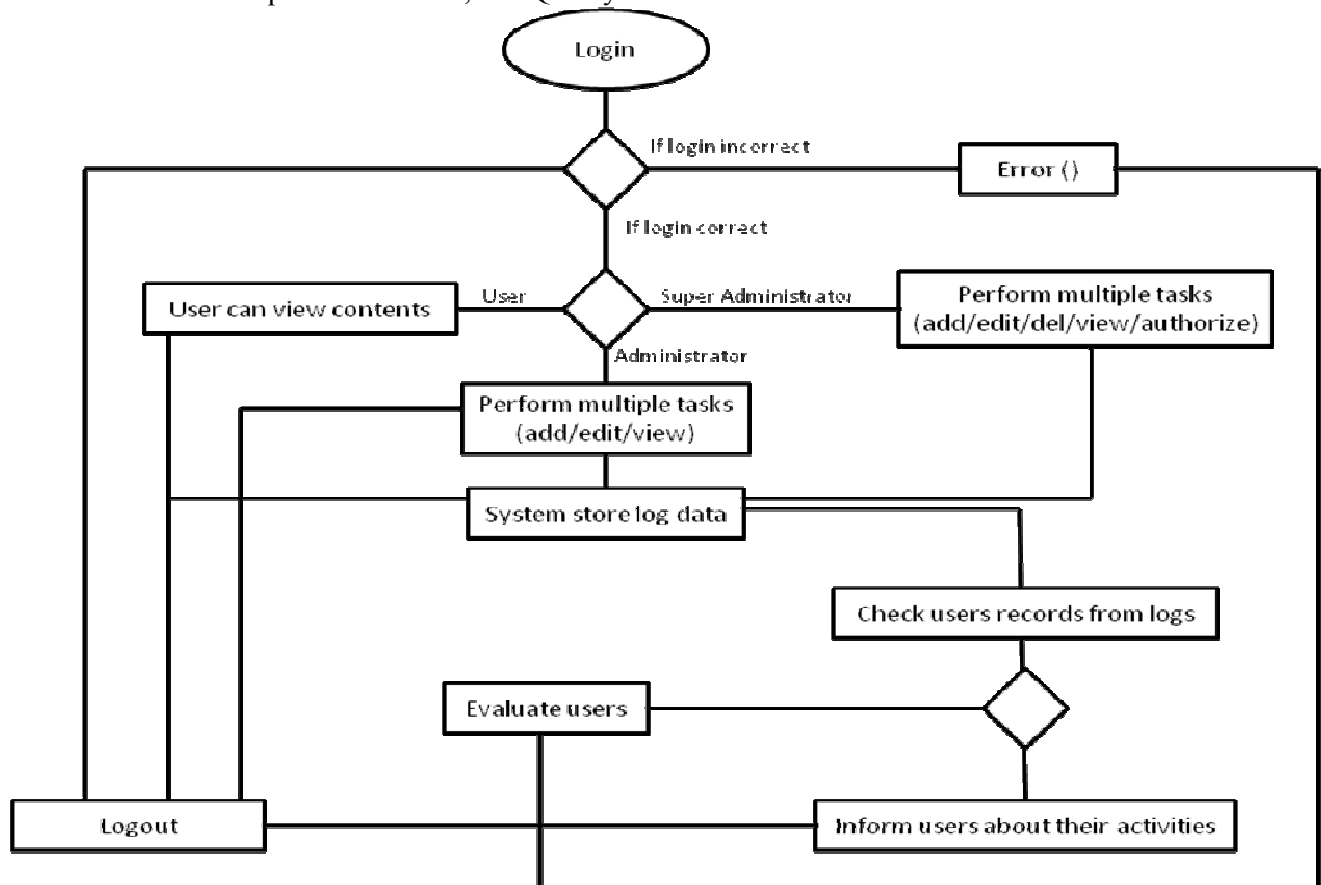 Login
If login incorrect
Error ()
If login correct
User can view contents
User
Super Administrator
Perform multiple tasks
(add/edit/del/view/authorize)
Administrator
Perform multiple tasks
(add/edit/view)
System store log data
Check users records from logs
Evaluate users
Logout
Inform users about their activities